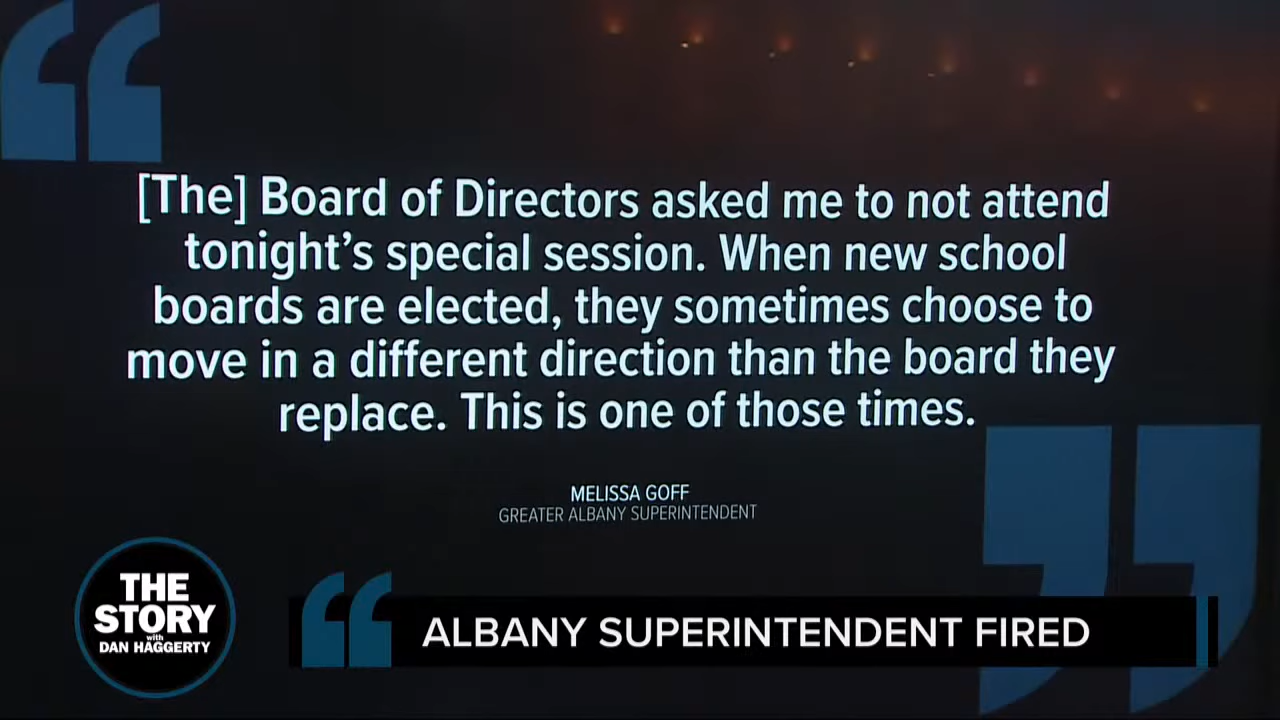 [The] Board of Directors asked me to not attend
tonight’s special session. When new school
boards are elected, they sometimes choose to
move in a different direction than the board they
replace. This is one of those times.
MELISSA GOFF
GREATER ALBANY SUPERINTENDENT
THE
STORY
with
DAN HAGGERTY
ALBANY SUPERINTENDENT FIRED